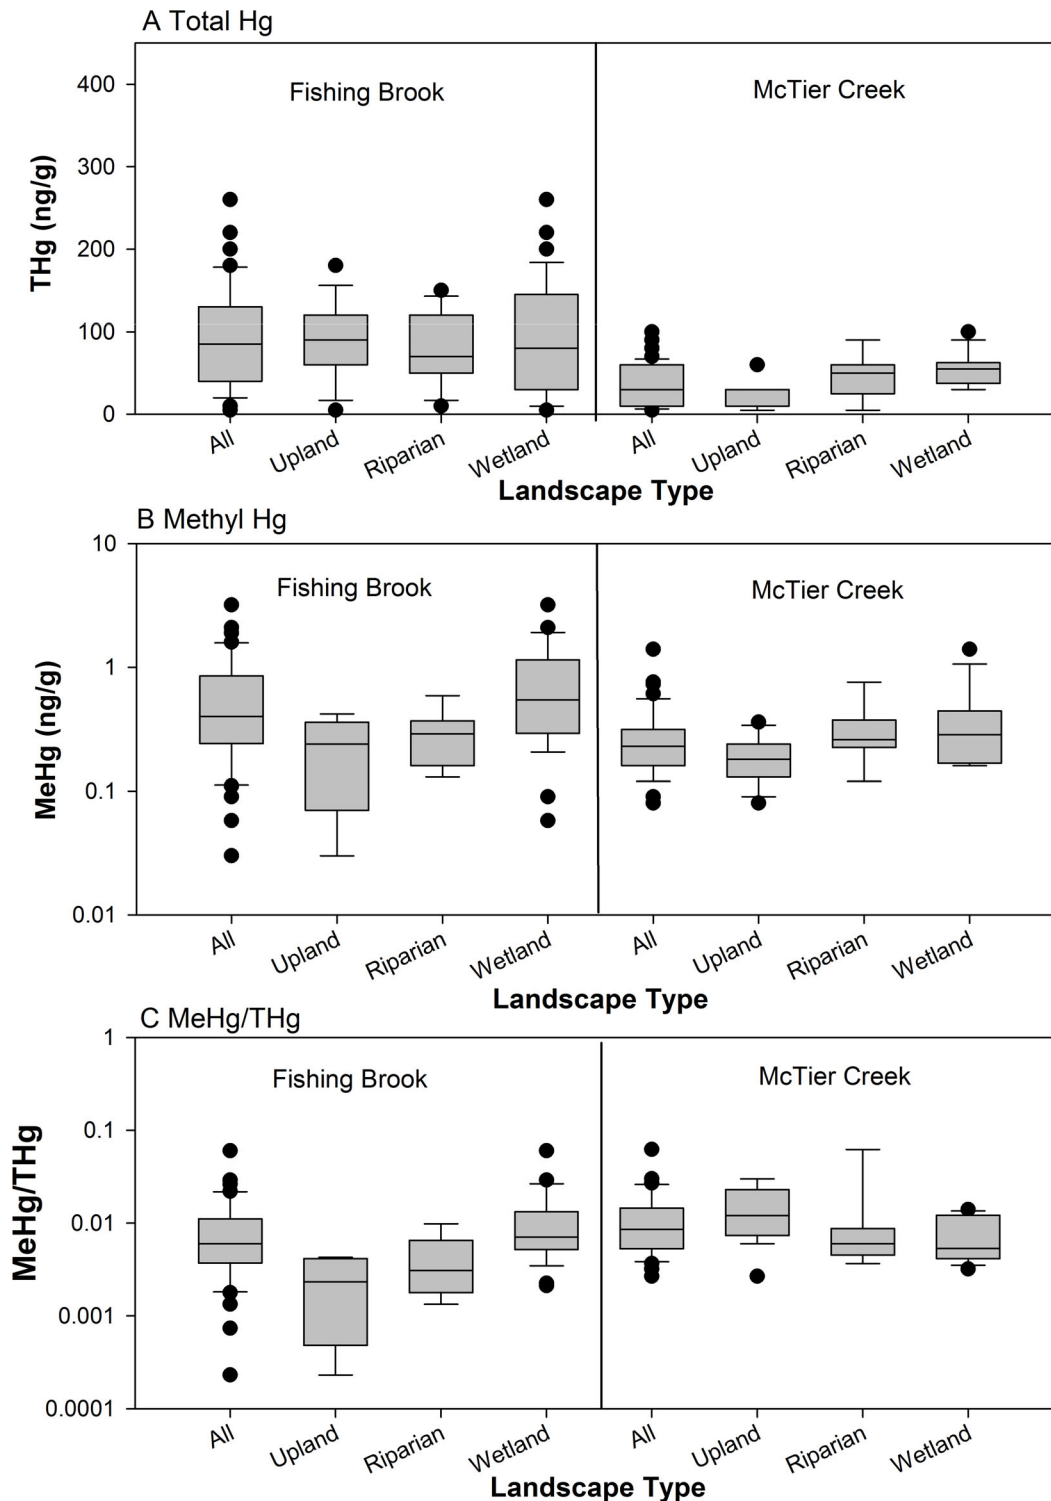 A Total Hg
Fishing Brook
McTier Creek
THg (ng/g)
400
300
200
100
0
All
Upland
Riparian
Wetland
All
Upland
Riparian
Wetland
Landscape Type
B Methyl Hg
Fishing Brook
McTier Creek
MeHg (ng/g)
10
1
0.1
0.01
All
Upland
Riparian
Wetland
All
Upland
Riparian
Wetland
Landscape Type
C MeHg/THg
Fishing Brook
McTier Creek
MeHg/THg
1
0.1
0.01
0.001
0.0001
All
Upland
Riparian
Wetland
All
Upland
Riparian
Wetland
Landscape Type